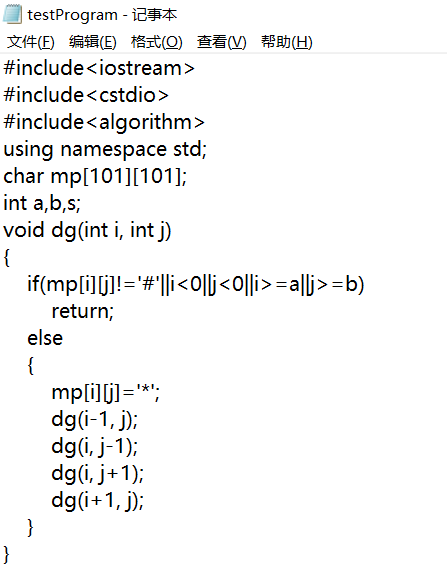 testProgram - 记事本
文件(F) 编辑(E) 格式(O) 查看(V) 帮助(H)
#include<iostream>
#include<cstdio>
#include<algorithm>
using namespace std;
char mp[101][101];
int a,b,s;
void dg(int i, int j)
{
    if(mp[i][j]!='#'||i<0||j<0||i>=a||j>=b)
        return;
    else
    {
        mp[i][j]='*';
        dg(i-1, j);
        dg(i, j-1);
        dg(i, j+1);
        dg(i+1, j);
    }
}